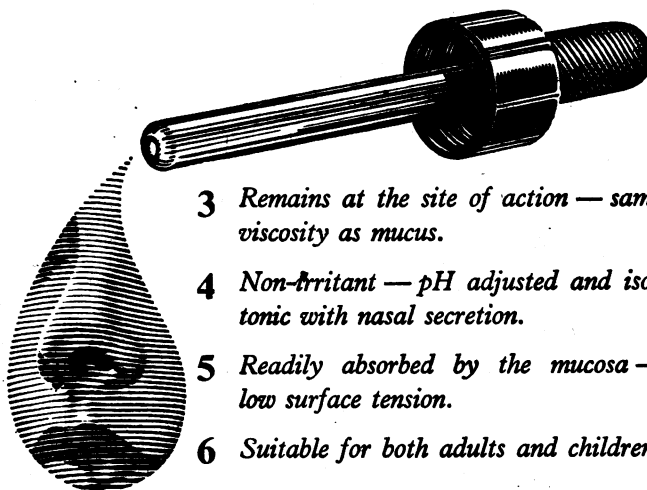 3 Remains at the site of action — sam
viscosity as mucus.
4 Non-irritant — pH adjusted and iso
tonic with nasal secretion.
5 Readily absorbed by the mucosa —
low surface tension.
6 Suitable for both adults and children